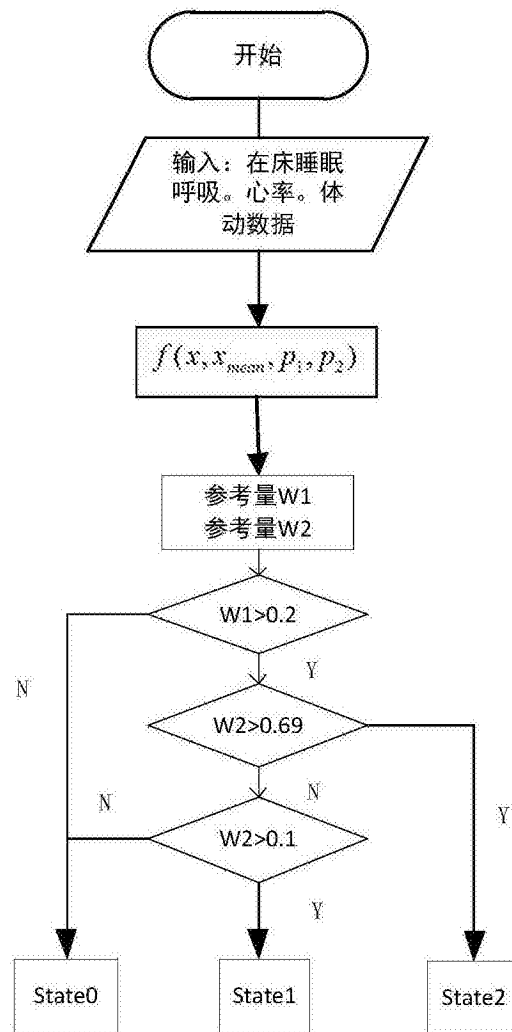 开始
输入：在床睡眠
呼吸。心率。体
动数据
f(x,x_mean,p_1,p_2)
参考量W1
参考量W2
W1>0.2
Y
N
W2>0.69
N
N
Y
W2>0.1
Y
State0
State1
State2